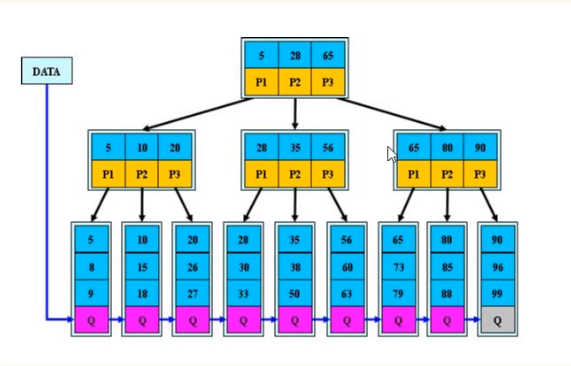 5 28 65
DATA
P1 P2 P3
5 10 20 28 35 56 65 80 90
P1 P2 P3 P1 P2 P3 P1 P2 P3
5 10 20 28 35 56 65 80 90
8 15 26 30 38 60 73 85 96
9 18 27 33 50 63 79 88 99
Q Q Q Q Q Q Q Q Q